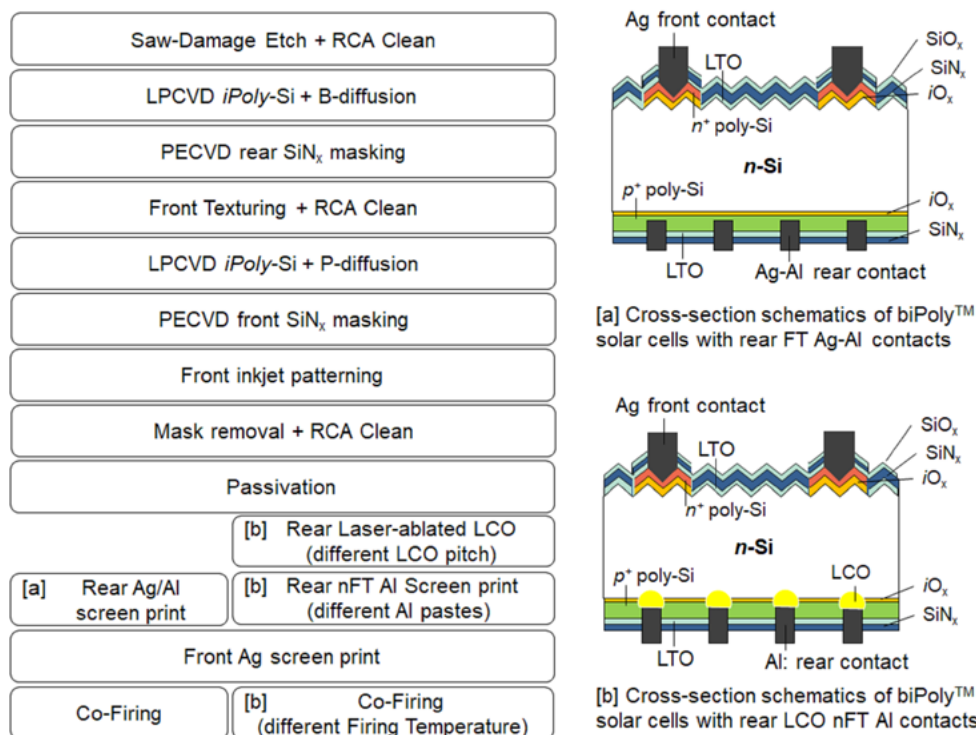 Saw-Damage Etch + RCA Clean
LPCVD iPoly-Si + B-diffusion
PECVD rear SiNₓ masking
Front Texturing + RCA Clean
LPCVD iPoly-Si + P-diffusion
PECVD front SiNₓ masking
Front inkjet patterning
Mask removal + RCA Clean
Passivation
[b] Rear Laser-ablated LCO
(different LCO pitch)
[a] Rear Ag/Al
screen print
[b] Rear nFT Al Screen print
(different Al pastes)
Front Ag screen print
Co-Firing
[b] Co-Firing
(different Firing Temperature)
Ag front contact
LTO
SiOₓ
SiNₓ
iOₓ
n⁺ poly-Si
n-Si
p⁺ poly-Si
iOₓ
SiNₓ
LTO
Ag-Al rear contact
[a] Cross-section schematics of biPoly™
solar cells with rear FT Ag-Al contacts
Ag front contact
LTO
SiOₓ
SiNₓ
iOₓ
n⁺ poly-Si
n-Si
p⁺ poly-Si
LCO
iOₓ
SiNₓ
LTO
Al: rear contact
[b] Cross-section schematics of biPoly™
solar cells with rear LCO nFT Al contacts